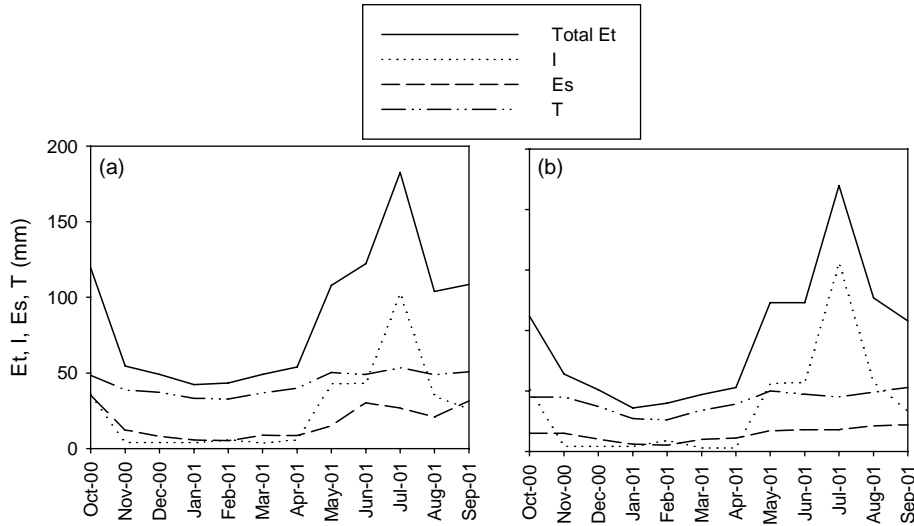 Total Et
I
Es
T
(a)
(b)
Et, I, Es, T (mm)
200
150
100
50
0
Oct-00
Nov-00
Dec-00
Jan-01
Feb-01
Mar-01
Apr-01
May-01
Jun-01
Jul-01
Aug-01
Sep-01
Oct-00
Nov-00
Dec-00
Jan-01
Feb-01
Mar-01
Apr-01
May-01
Jun-01
Jul-01
Aug-01
Sep-01